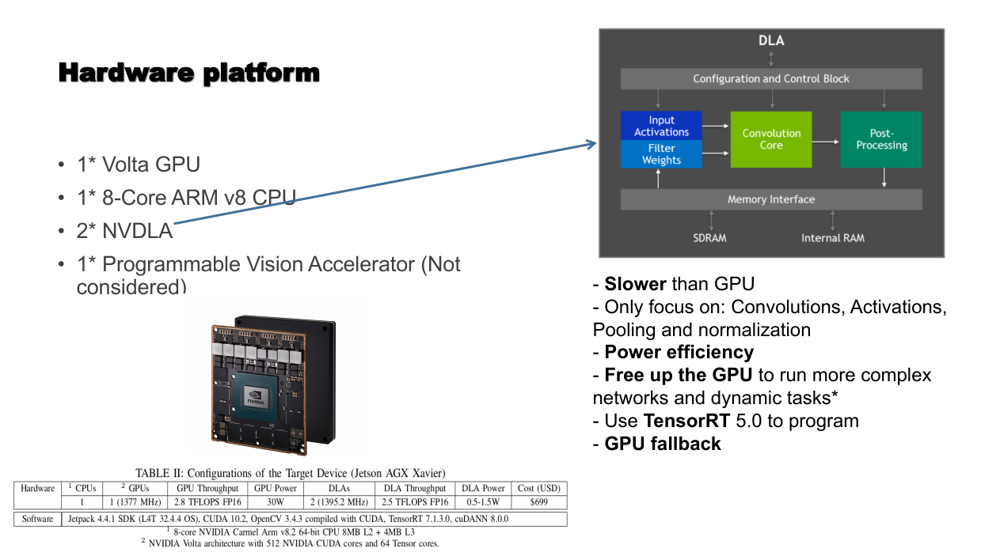 Hardware platform
• 1* Volta GPU
• 1* 8-Core ARM v8 CPU
• 2* NVDLA
• 1* Programmable Vision Accelerator (Not
considered)
DLA
Configuration and Control Block
Input
Activations
Filter
Weights
Convolution
Core
Post-
Processing
Memory Interface
SDRAM
Internal RAM
- Slower than GPU
- Only focus on: Convolutions, Activations,
Pooling and normalization
- Power efficiency
- Free up the GPU to run more complex
networks and dynamic tasks*
- Use TensorRT 5.0 to program
- GPU fallback
NVIDIA
TABLE II: Configurations of the Target Device (Jetson AGX Xavier)
Hardware 1 CPUs 2 GPUs GPU Throughput GPU Power DLAs DLA Throughput DLA Power Cost (USD)
1 1 (1377 MHz) 2.8 TFLOPS FP16 30W 2 (1395.2 MHz) 2.5 TFLOPS FP16 0.5-1.5W $699
Software Jetpack 4.4.1 SDK (L4T 32.4.4 OS), CUDA 10.2, OpenCV 3.4.3 compiled with CUDA, TensorRT 7.1.3.0, cuDANN 8.0.0
1 8-core NVIDIA Carmel Arm v8.2 64-bit CPU 8MB L2 + 4MB L3
2 NVIDIA Volta architecture with 512 NVIDIA CUDA cores and 64 Tensor cores.